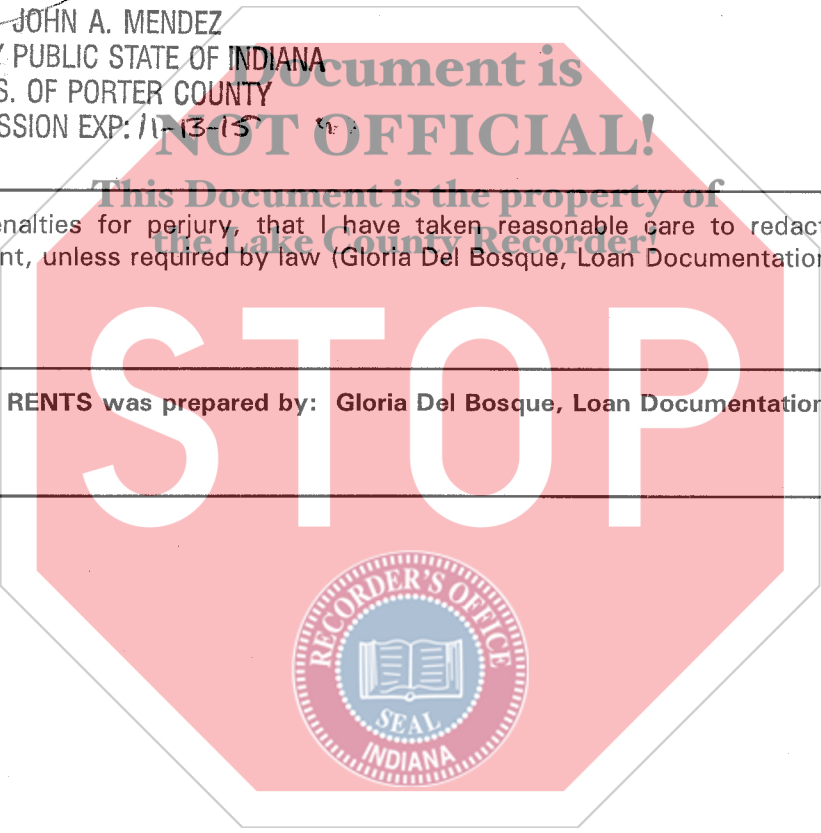 JOHN A. MENDEZ
PUBLIC STATE OF INDIANA
S. OF PORTER COUNTY
SSION EXP: 11-13-15
Document is
NOT OFFICIAL!
This Document is the property of
the Lake County Recorder!
enalties for perjury, that I have taken reasonable care to redact
nt, unless required by law (Gloria Del Bosque, Loan Documentation
STOP
RENTS was prepared by: Gloria Del Bosque, Loan Documentation
RECORDER'S OFFICE
SEAL
INDIANA